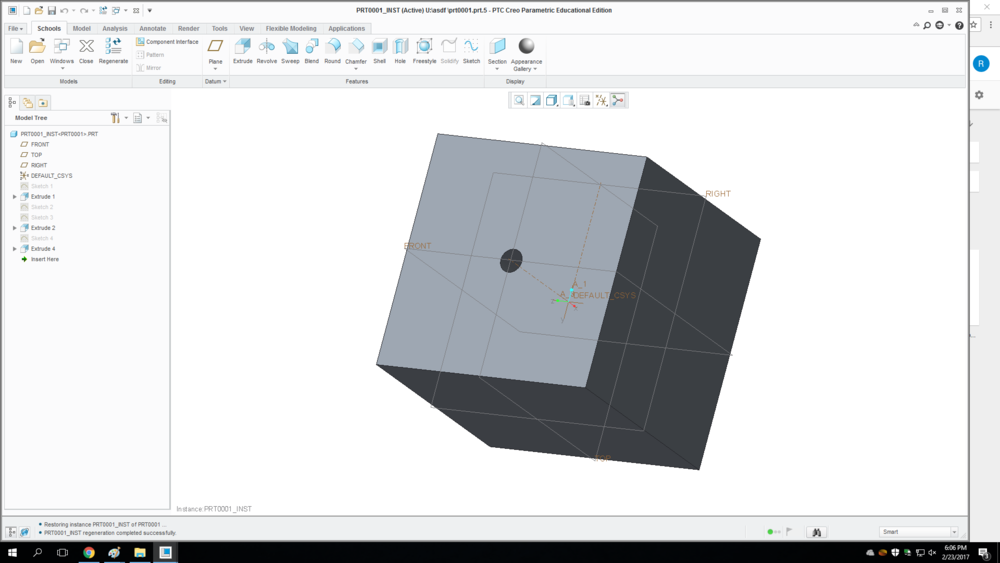 PRT0001_INST (Active) U:\asdf\prt0001.prt.5 - PTC Creo Parametric Educational Edition
File Schools Model Analysis Annotate Render Tools View Flexible Modeling Applications
New Open Windows Close Regenerate
Component Interface
Pattern
Mirror
Plane
Extrude Revolve Sweep Blend Round Chamfer Shell Hole Freestyle Solidify Sketch
Section Appearance Gallery
Models Editing Datum Features Display
Model Tree
PRT0001_INST<PRT0001>.PRT
FRONT
TOP
RIGHT
DEFAULT_CSYS
Sketch 1
Extrude 1
Sketch 2
Sketch 3
Extrude 2
Sketch 4
Extrude 4
Insert Here
RIGHT
FRONT
DEFAULT_CSYS
TOP
Instance:PRT0001_INST
Restoring instance PRT0001_INST of PRT0001 ...
PRT0001_INST regeneration completed successfully.
Smart
R
6:06 PM
2/23/2017